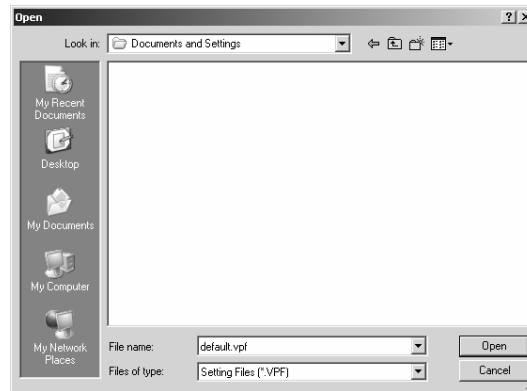 Open
Look in:
Documents and Settings
My Recent
Documents
Desktop
My Documents
My Computer
My Network
Places
File name:
default.vpf
Open
Files of type:
Setting Files (*.VPF)
Cancel